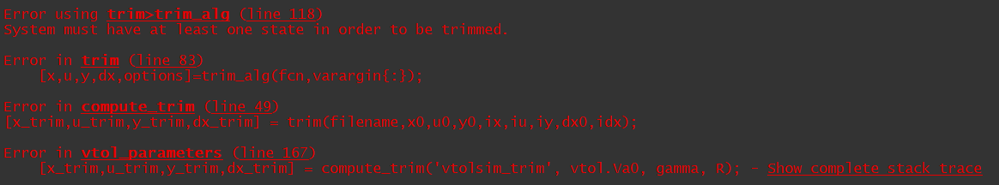 Error using trim>trim_alg (line 118)
System must have at least one state in order to be trimmed.
Error in trim (line 83)
[x,u,y,dx,options]=trim_alg(fcn,varargin{:});
Error in compute_trim (line 49)
[x_trim,u_trim,y_trim,dx_trim] = trim(filename,x0,u0,y0,ix,iu,iy,dx0,idx);
Error in vtol_parameters (line 167)
[x_trim,u_trim,y_trim,dx_trim] = compute_trim('vtolsim_trim', vtol.Va0, gamma, R); - Show complete stack trace